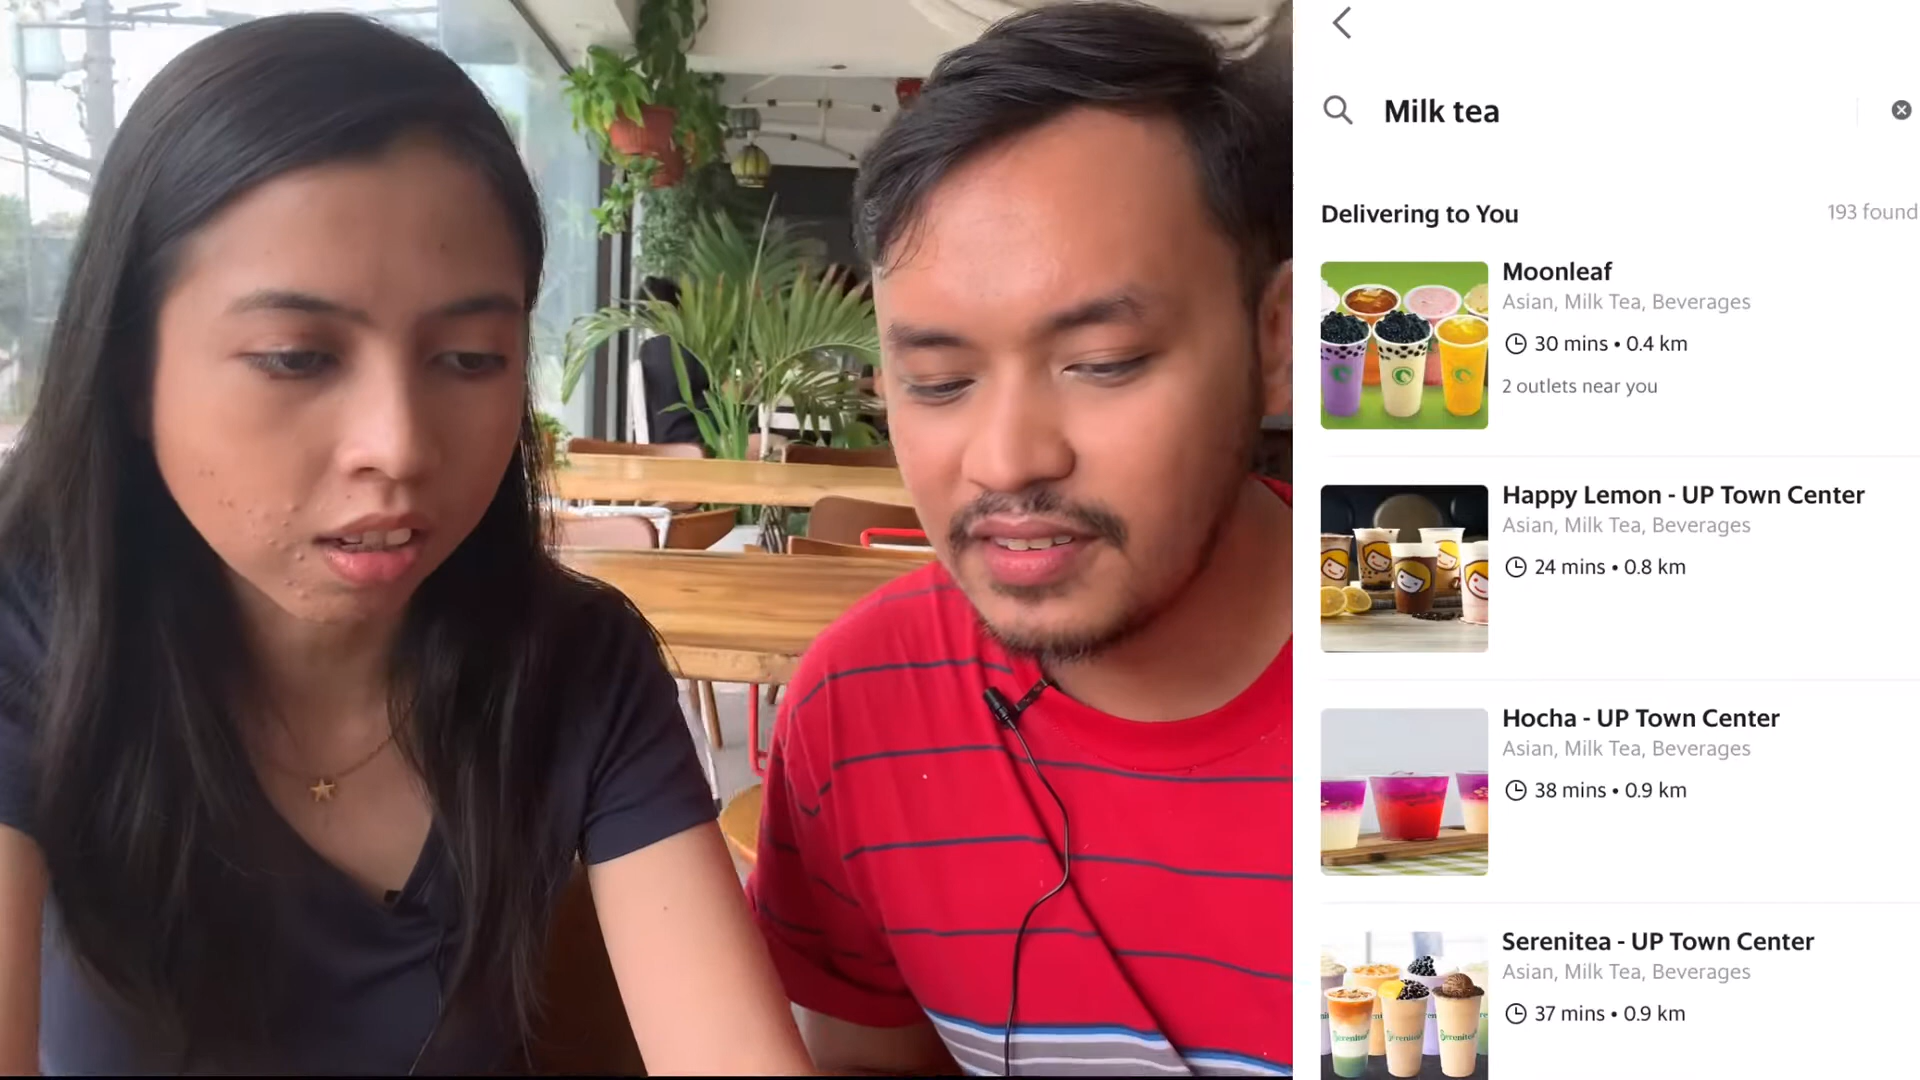 Milk tea
Delivering to You
193 found
Moonleaf
Asian, Milk Tea, Beverages
30 mins • 0.4 km
2 outlets near you
Happy Lemon - UP Town Center
Asian, Milk Tea, Beverages
24 mins • 0.8 km
Hocha - UP Town Center
Asian, Milk Tea, Beverages
38 mins • 0.9 km
Serenitea - UP Town Center
Asian, Milk Tea, Beverages
37 mins • 0.9 km